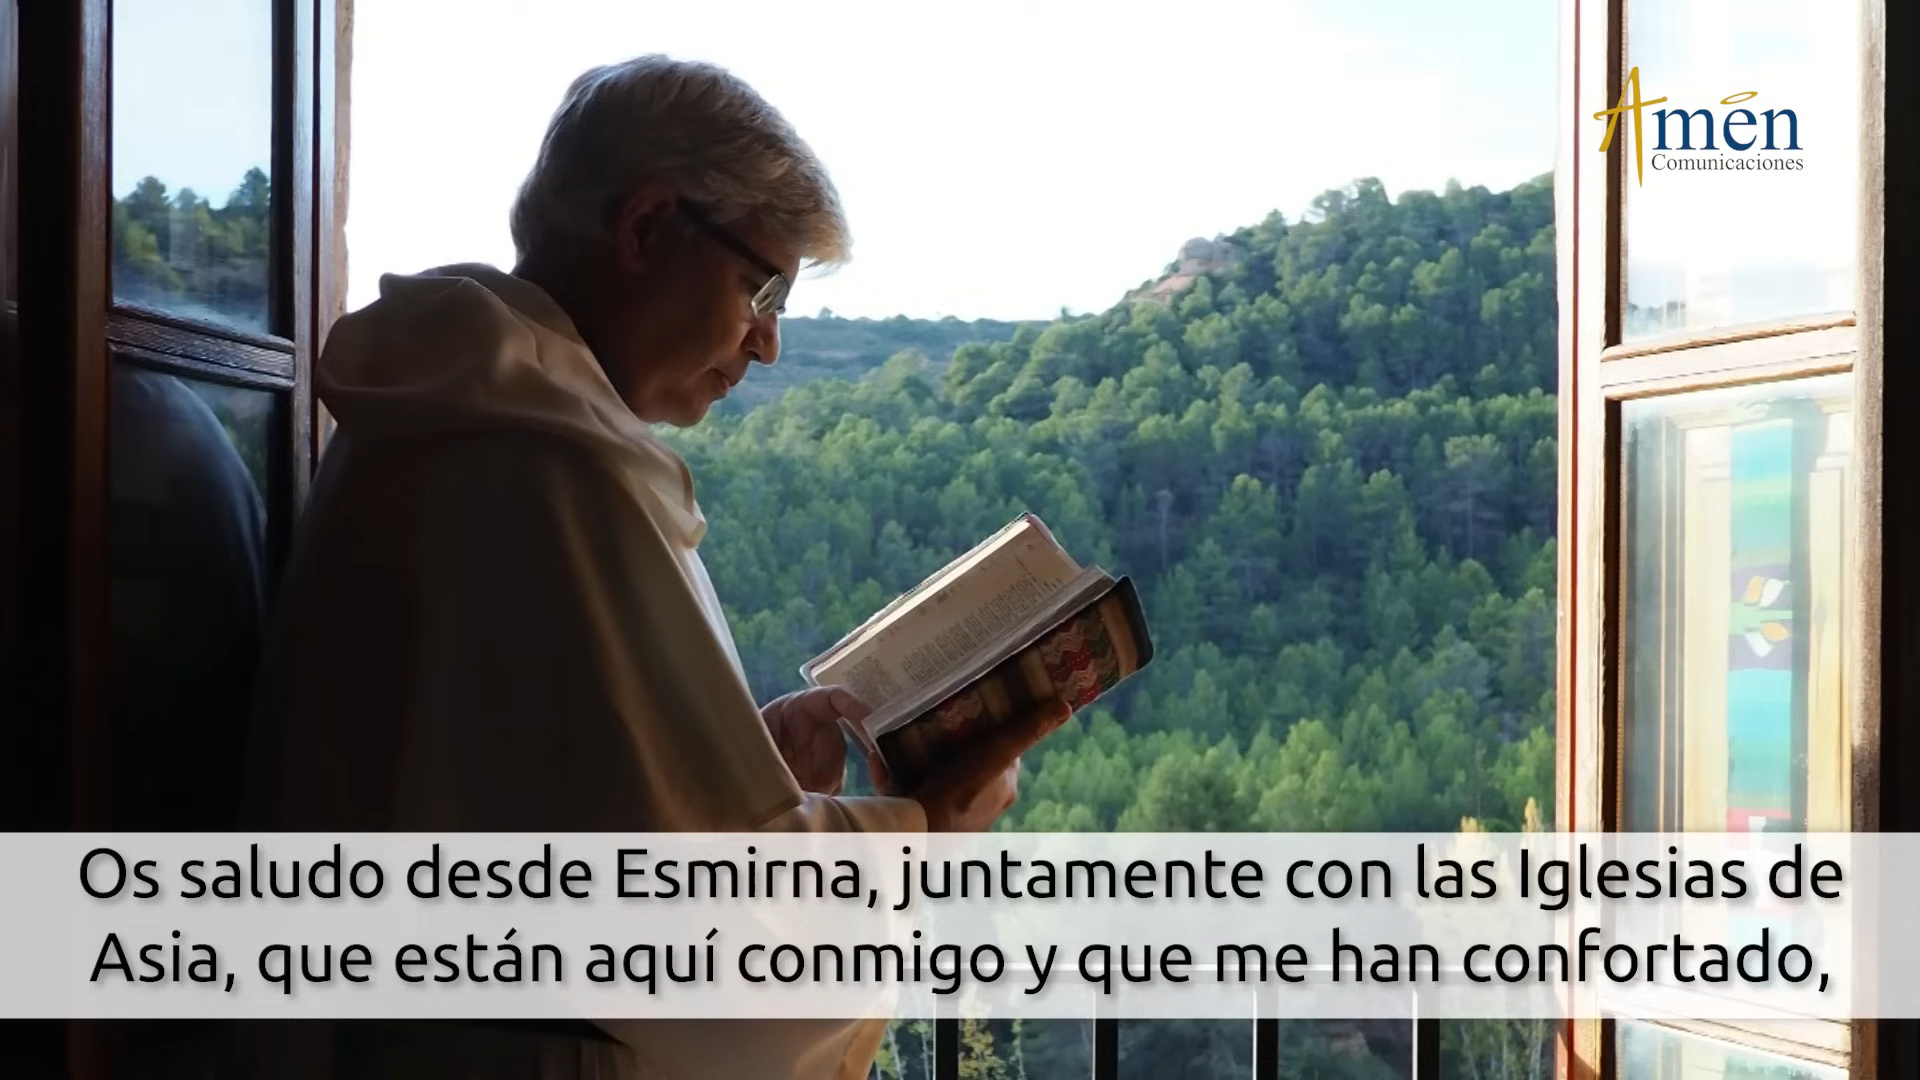 Amén
Comunicaciones
Os saludo desde Esmirna, juntamente con las Iglesias de
Asia, que están aquí conmigo y que me han confortado,